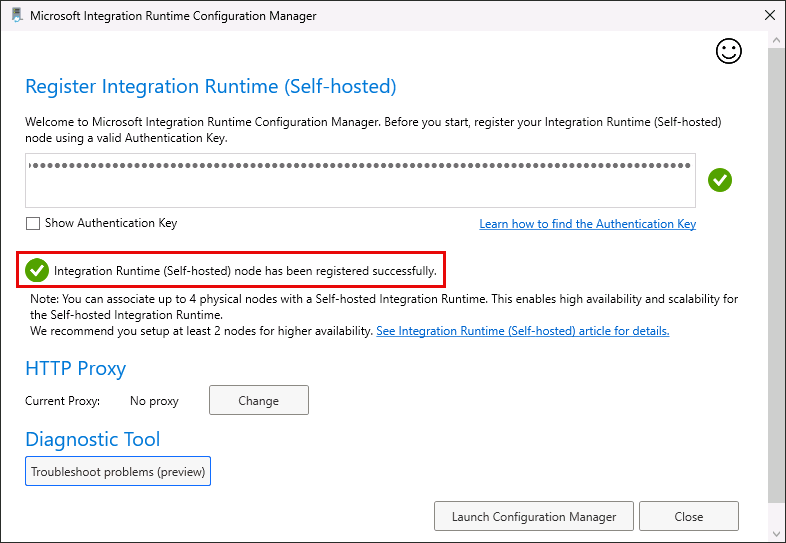 Microsoft Integration Runtime Configuration Manager
Register Integration Runtime (Self-hosted)
Welcome to Microsoft Integration Runtime Configuration Manager. Before you start, register your Integration Runtime (Self-hosted)
node using a valid Authentication Key.
Show Authentication Key
Learn how to find the Authentication Key
Integration Runtime (Self-hosted) node has been registered successfully.
Note: You can associate up to 4 physical nodes with a Self-hosted Integration Runtime. This enables high availability and scalability for
the Self-hosted Integration Runtime.
We recommend you setup at least 2 nodes for higher availability. See Integration Runtime (Self-hosted) article for details.
HTTP Proxy
Current Proxy: No proxy Change
Diagnostic Tool
Troubleshoot problems (preview)
Launch Configuration Manager Close